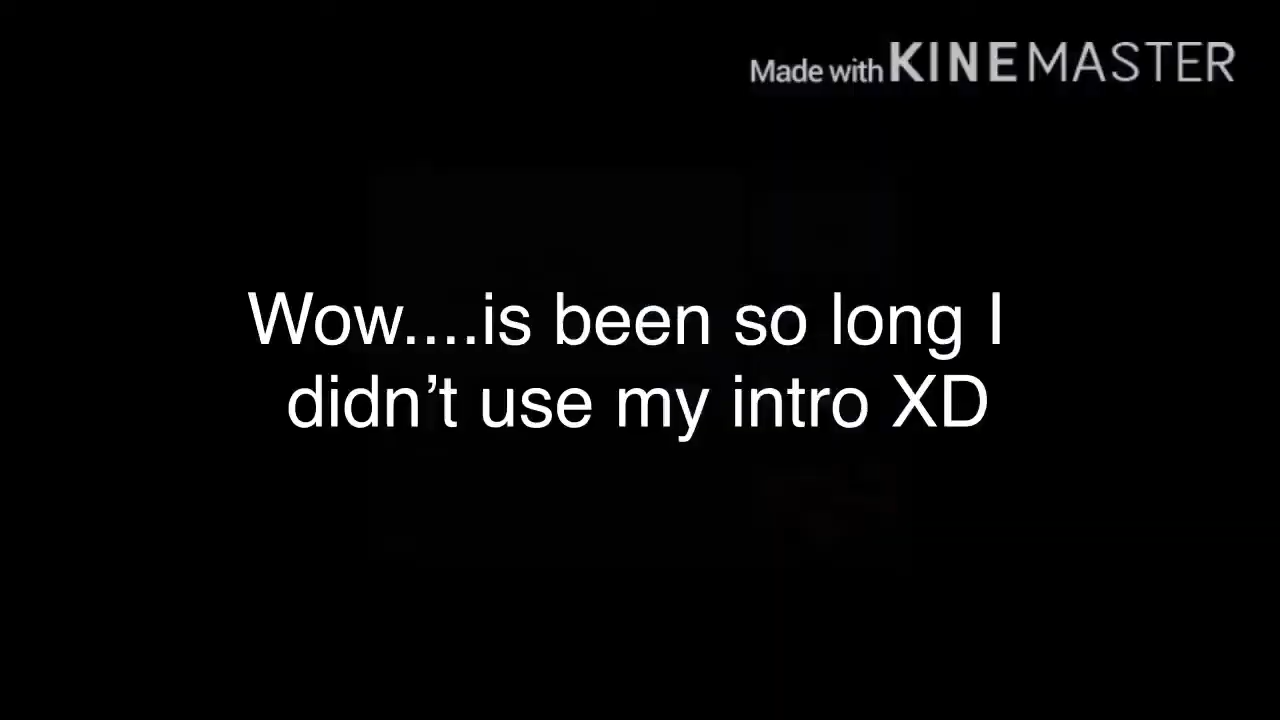 Made with KINEMASTER
Wow....is been so long I
didn’t use my intro XD